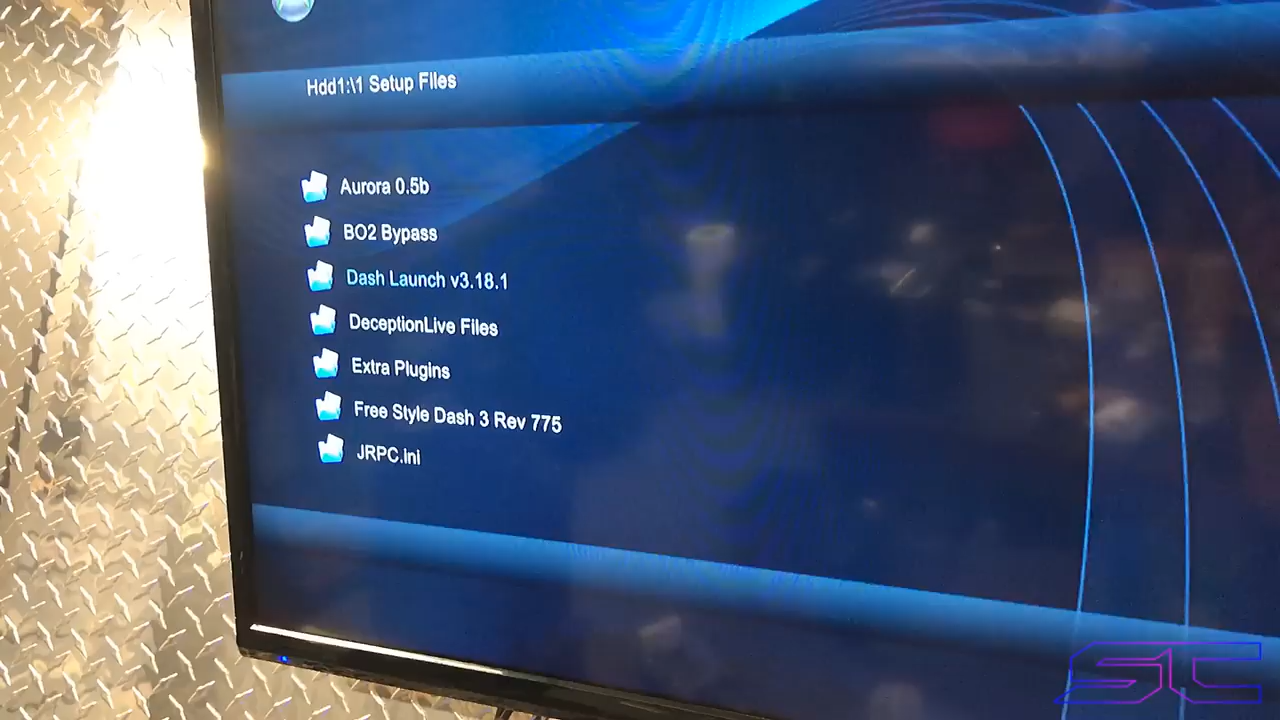 Hdd1:\1 Setup Files
Aurora 0.5b
BO2 Bypass
Dash Launch v3.18.1
DeceptionLive Files
Extra Plugins
Free Style Dash 3 Rev 775
JRPC.ini
SC